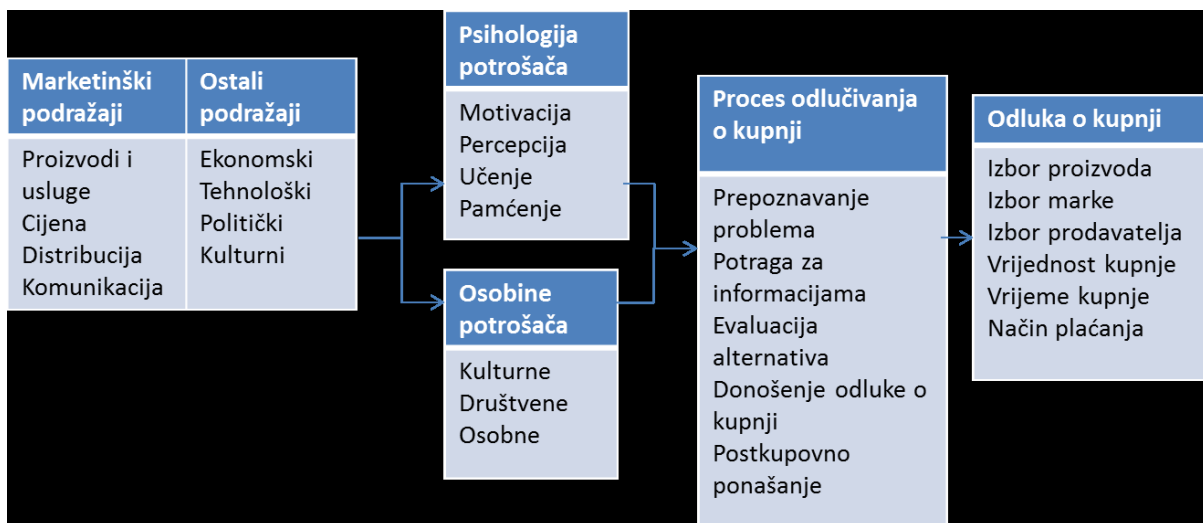 Marketinški
podražaji
Proizvodi i
usluge
Cijena
Distribucija
Komunikacija
Ostali
podražaji
Ekonomski
Tehnološki
Politički
Kulturni
Psihologija
potrošača
Motivacija
Percepcija
Učenje
Pamćenje
Osobine
potrošača
Kulturne
Društvene
Osobne
Proces odlučivanja
o kupnji
Prepoznavanje
problema
Potraga za
informacijama
Evaluacija
alternativa
Donošenje odluke o
kupnji
Postkupovno
ponašanje
Odluka o kupnji
Izbor proizvoda
Izbor marke
Izbor prodavatelja
Vrijednost kupnje
Vrijeme kupnje
Način plaćanja